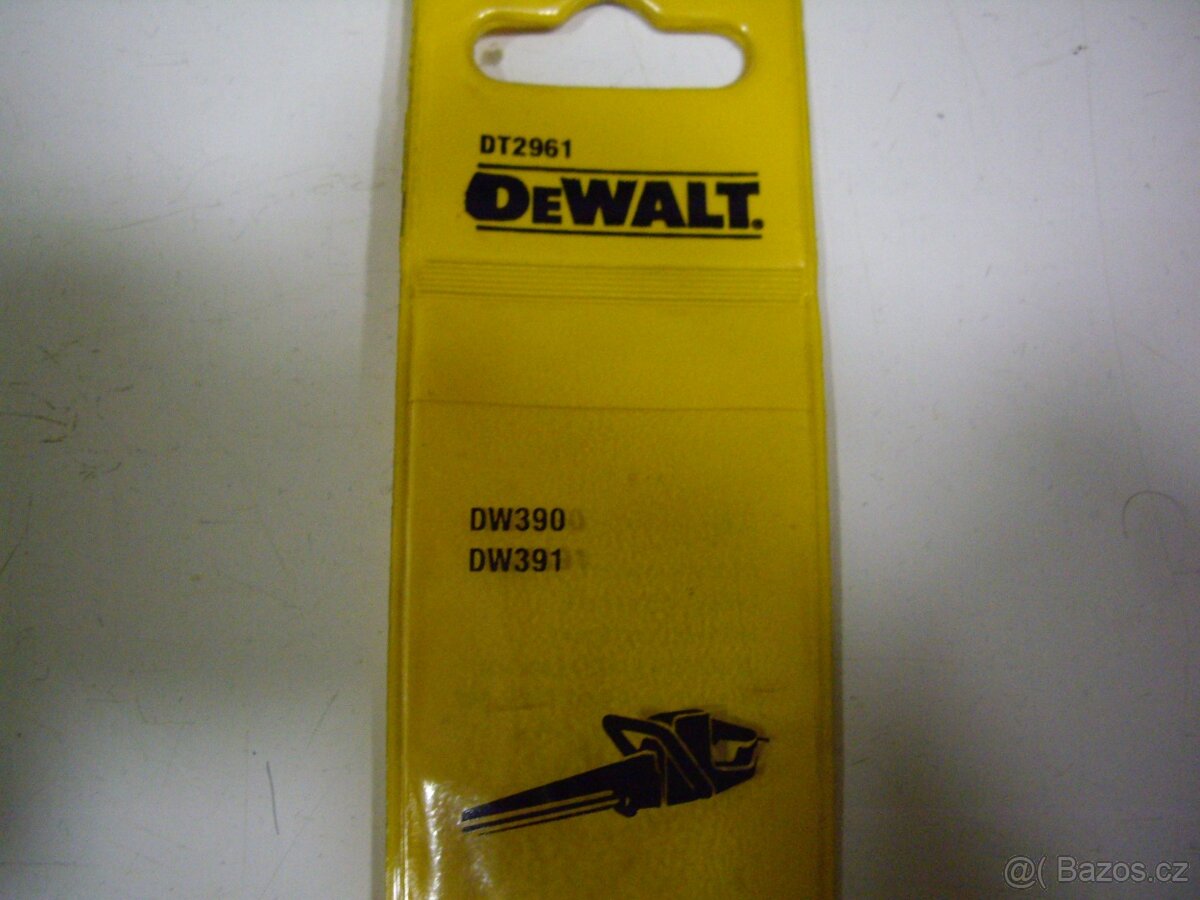 DT2961
DEWALT.
DW390
DW391
@( Bazos.cz